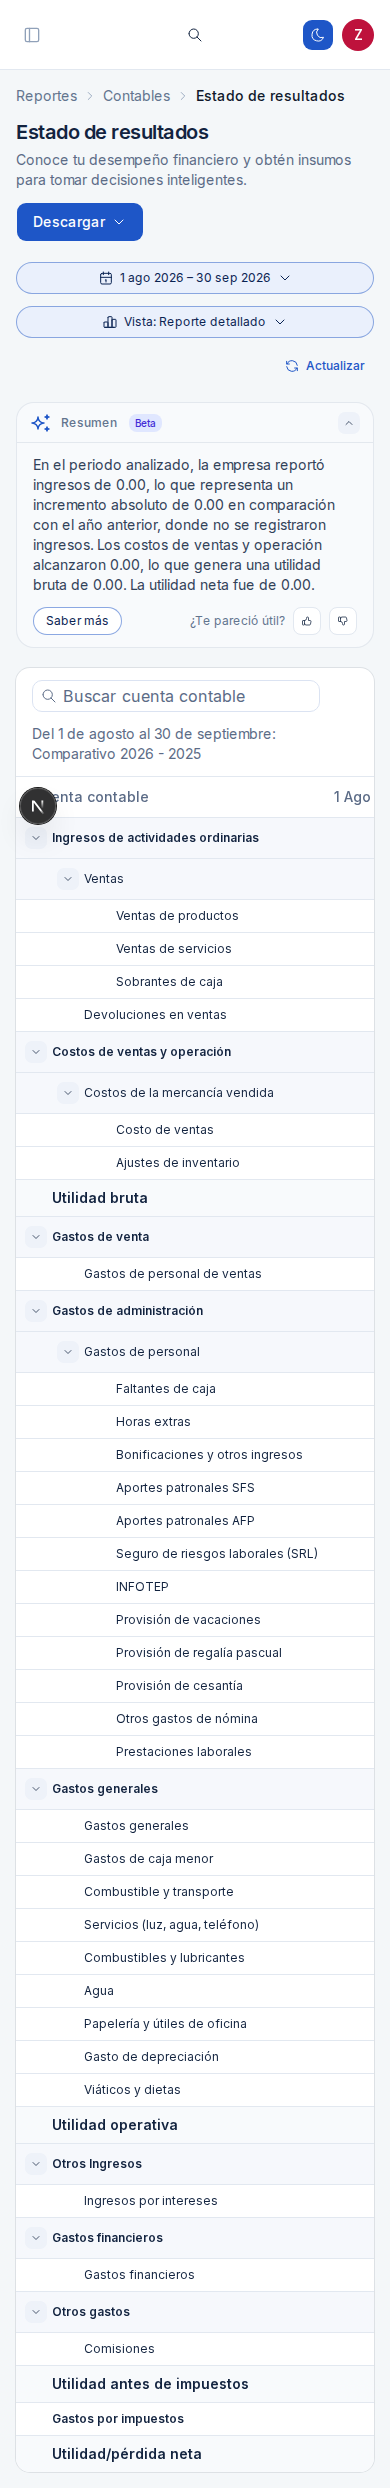 Z
Reportes > Contables > Estado de resultados
Estado de resultados
Conoce tu desempeño financiero y obtén insumos
para tomar decisiones inteligentes.
Descargar
1 ago 2026 – 30 sep 2026
Vista: Reporte detallado
Actualizar
Resumen Beta
En el periodo analizado, la empresa reportó
ingresos de 0.00, lo que representa un
incremento absoluto de 0.00 en comparación
con el año anterior, donde no se registraron
ingresos. Los costos de ventas y operación
alcanzaron 0.00, lo que genera una utilidad
bruta de 0.00. La utilidad neta fue de 0.00.
Saber más ¿Te pareció útil?
Buscar cuenta contable
Del 1 de agosto al 30 de septiembre:
Comparativo 2026 - 2025
enta contable 1 Ago
N
Ingresos de actividades ordinarias
Ventas
Ventas de productos
Ventas de servicios
Sobrantes de caja
Devoluciones en ventas
Costos de ventas y operación
Costos de la mercancía vendida
Costo de ventas
Ajustes de inventario
Utilidad bruta
Gastos de venta
Gastos de personal de ventas
Gastos de administración
Gastos de personal
Faltantes de caja
Horas extras
Bonificaciones y otros ingresos
Aportes patronales SFS
Aportes patronales AFP
Seguro de riesgos laborales (SRL)
INFOTEP
Provisión de vacaciones
Provisión de regalía pascual
Provisión de cesantía
Otros gastos de nómina
Prestaciones laborales
Gastos generales
Gastos generales
Gastos de caja menor
Combustible y transporte
Servicios (luz, agua, teléfono)
Combustibles y lubricantes
Agua
Papelería y útiles de oficina
Gasto de depreciación
Viáticos y dietas
Utilidad operativa
Otros Ingresos
Ingresos por intereses
Gastos financieros
Gastos financieros
Otros gastos
Comisiones
Utilidad antes de impuestos
Gastos por impuestos
Utilidad/pérdida neta